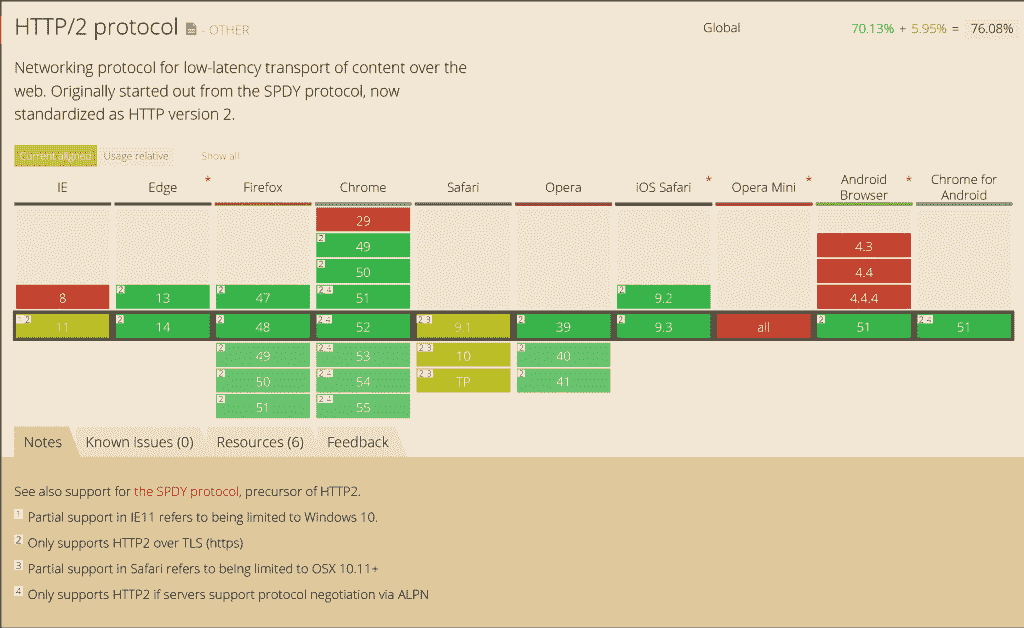 HTTP/2 protocol - OTHER
Global 70.13% + 5.95% = 76.08%
Networking protocol for low-latency transport of content over the
web. Originally started out from the SPDY protocol, now
standardized as HTTP version 2.
Current aligned Usage relative Show all
IE Edge * Firefox Chrome Safari Opera iOS Safari * Opera Mini * Android Browser * Chrome for Android
29
2 49 4.3
2 50 4.4
8 2 13 2 47 2 4 51 2 9.2 4.4.4
1 2 11 2 14 2 48 2 4 52 2 3 9.1 2 39 2 9.3 all 2 51 2 4 51
2 49 2 4 53 2 3 10 2 40
2 50 2 4 54 2 3 TP 2 41
2 51 2 4 55
Notes Known issues (0) Resources (6) Feedback
See also support for the SPDY protocol, precursor of HTTP2.
1 Partial support in IE11 refers to being limited to Windows 10.
2 Only supports HTTP2 over TLS (https)
3 Partial support in Safari refers to being limited to OSX 10.11+
4 Only supports HTTP2 if servers support protocol negotiation via ALPN